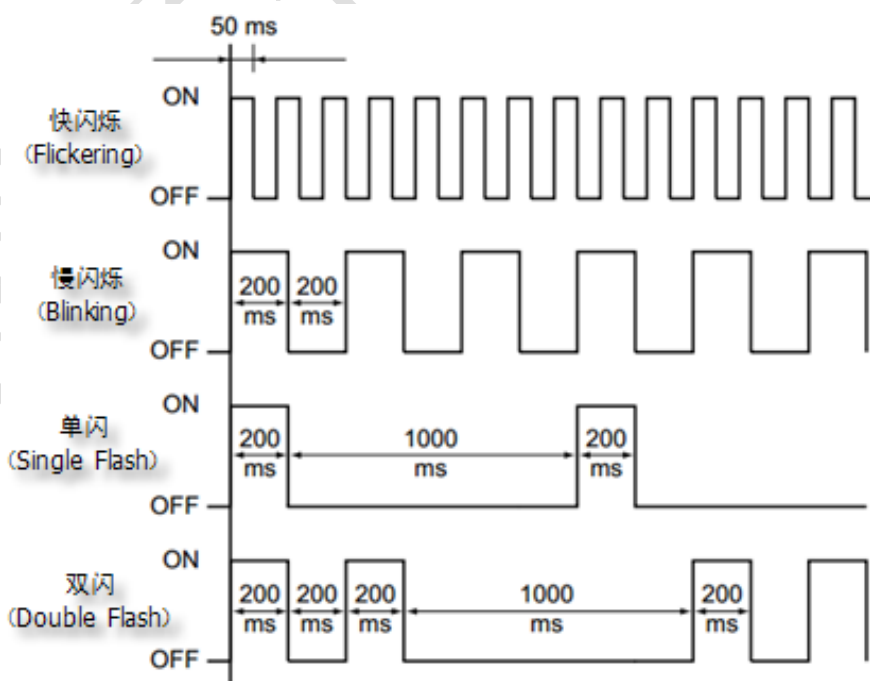 50 ms
ON
快闪烁
(Flickering)
OFF
ON
慢闪烁
(Blinking)
200 200
ms ms
OFF
ON
单闪
(Single Flash)
200 1000 200
ms ms ms
OFF
ON
双闪
(Double Flash)
200 200 200 1000 200
ms ms ms ms ms
OFF